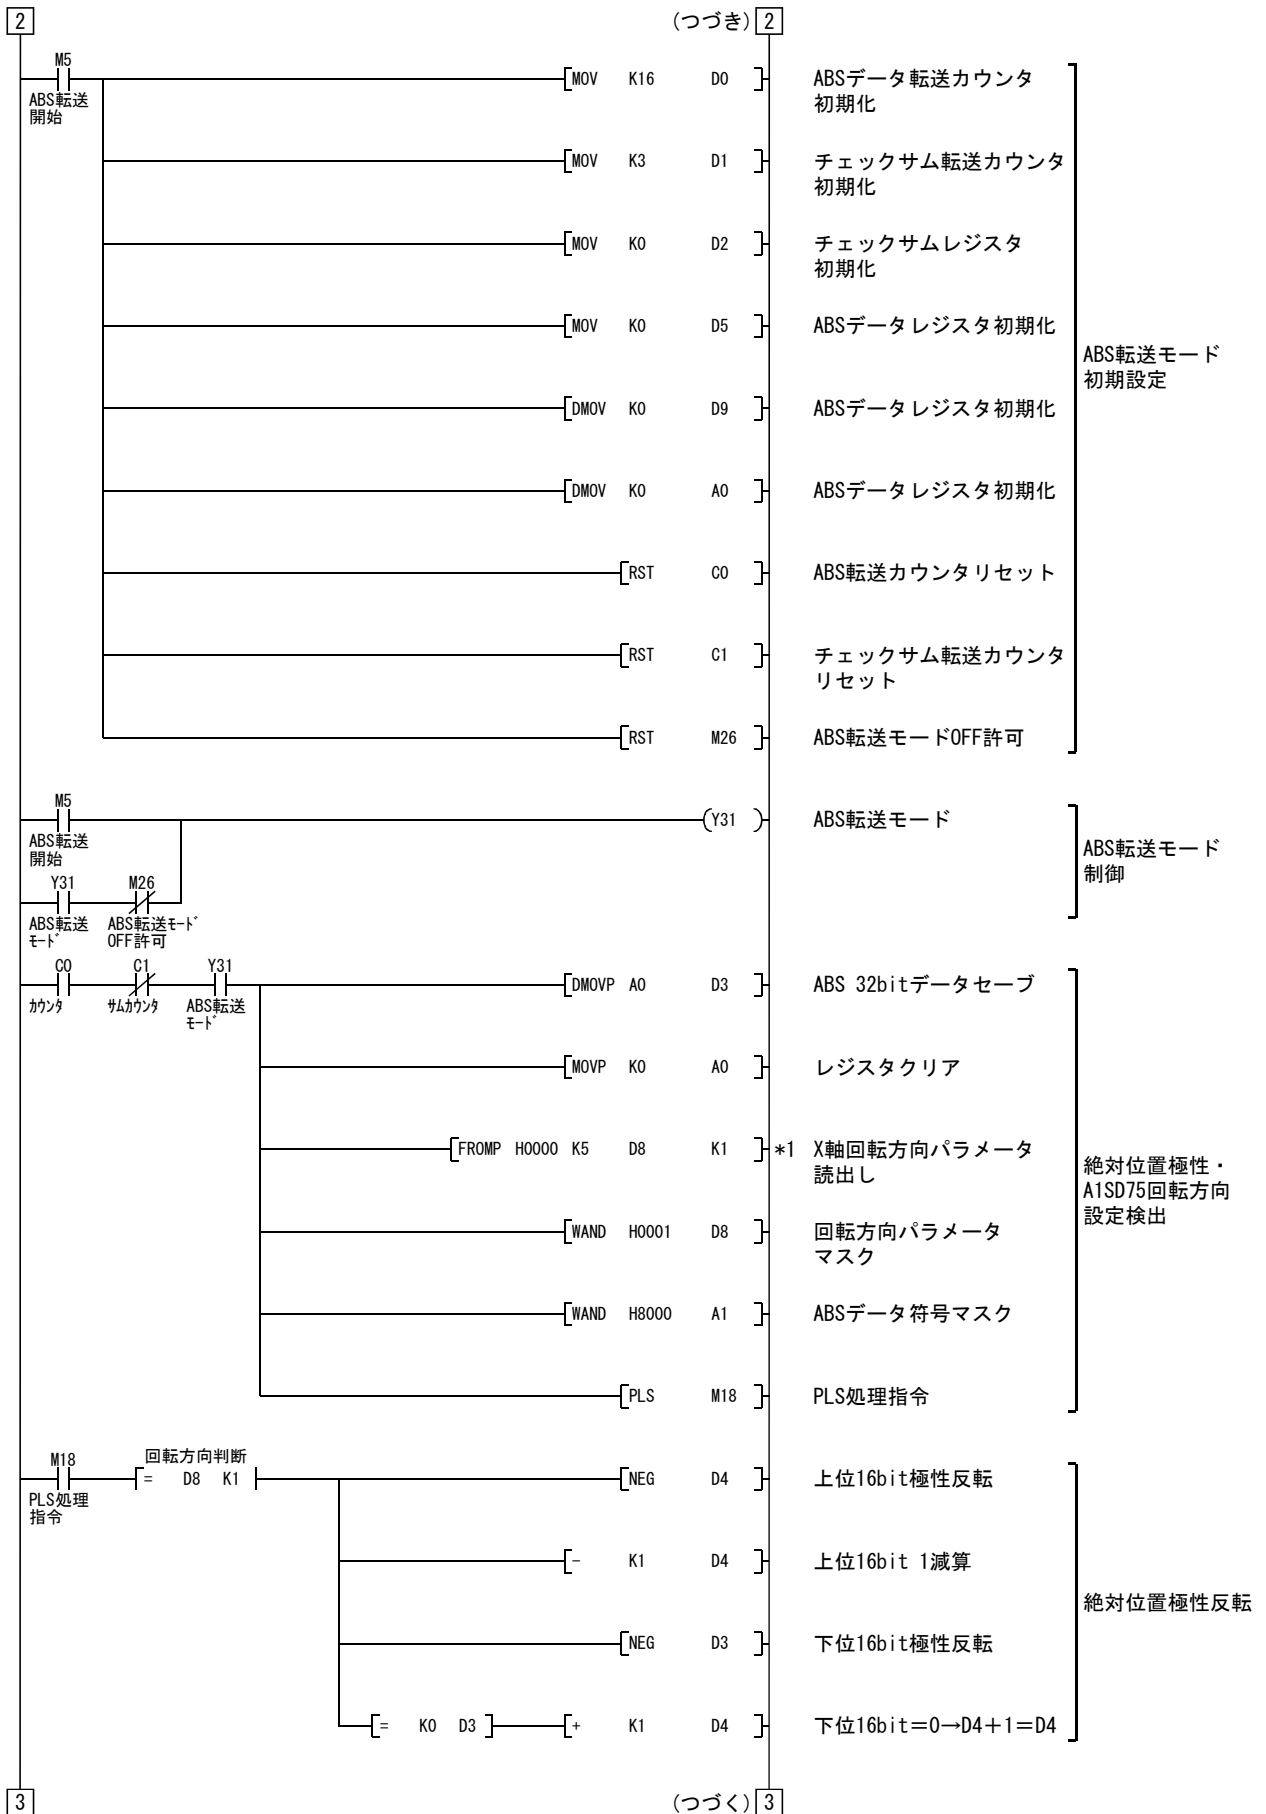 2 (つづき) 2
M5
ABS転送
開始
MOV K16 D0
ABSデータ転送カウンタ
初期化
MOV K3 D1
チェックサム転送カウンタ
初期化
MOV K0 D2
チェックサムレジスタ
初期化
MOV K0 D5
ABSデータレジスタ初期化
ABS転送モード
初期設定
DMOV K0 D9
ABSデータレジスタ初期化
DMOV K0 A0
ABSデータレジスタ初期化
RST C0
ABS転送カウンタリセット
RST C1
チェックサム転送カウンタ
リセット
RST M26
ABS転送モードOFF許可
M5
ABS転送
開始
Y31
ABS転送モード
ABS転送モード
制御
Y31 M26
ABS転送
モード
ABS転送モード
OFF許可
C0 C1 Y31
カウンタ サムカウンタ ABS転送
モード
DMOVP A0 D3
ABS 32bitデータセーブ
MOVP K0 A0
レジスタクリア
FROMP H0000 K5 D8 K1 *1
X軸回転方向パラメータ
読出し
絶対位置極性・
A1SD75回転方向
設定検出
WAND H0001 D8
回転方向パラメータ
マスク
WAND H8000 A1
ABSデータ符号マスク
PLS M18
PLS処理指令
M18
PLS処理
指令
回転方向判断
= D8 K1
NEG D4
上位16bit極性反転
- K1 D4
上位16bit 1減算
絶対位置極性反転
NEG D3
下位16bit極性反転
= K0 D3 + K1 D4
下位16bit=0→D4+1=D4
3 (つづく) 3